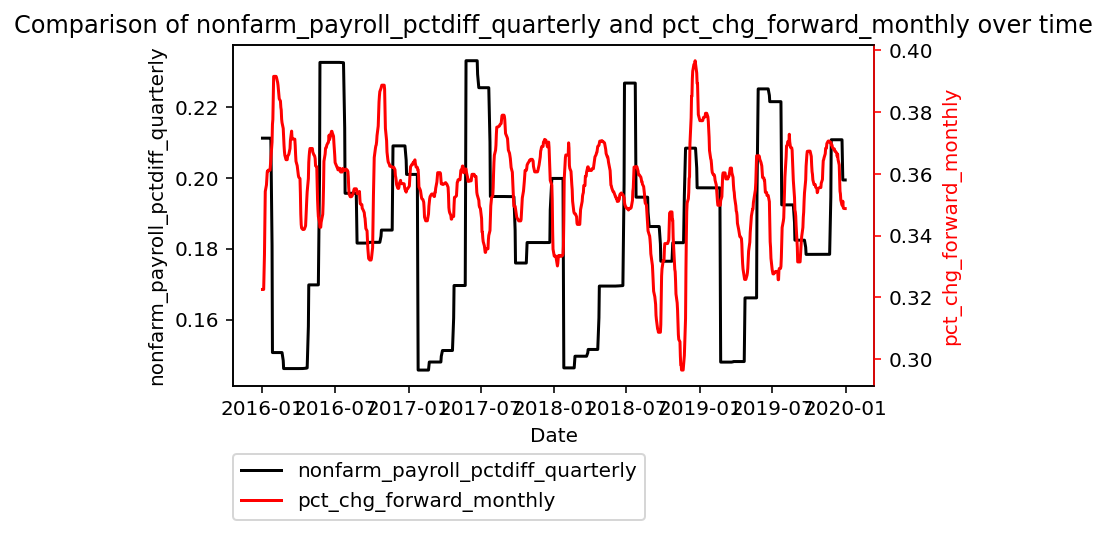 Comparison of nonfarm_payroll_pctdiff_quarterly and pct_chg_forward_monthly over time
nonfarm_payroll_pctdiff_quarterly
0.22
0.20
0.18
0.16
0.40
0.38
0.36
0.34
0.32
0.30
pct_chg_forward_monthly
2016-01 2016-07 2017-01 2017-07 2018-01 2018-07 2019-01 2019-07 2020-01
Date
nonfarm_payroll_pctdiff_quarterly
pct_chg_forward_monthly